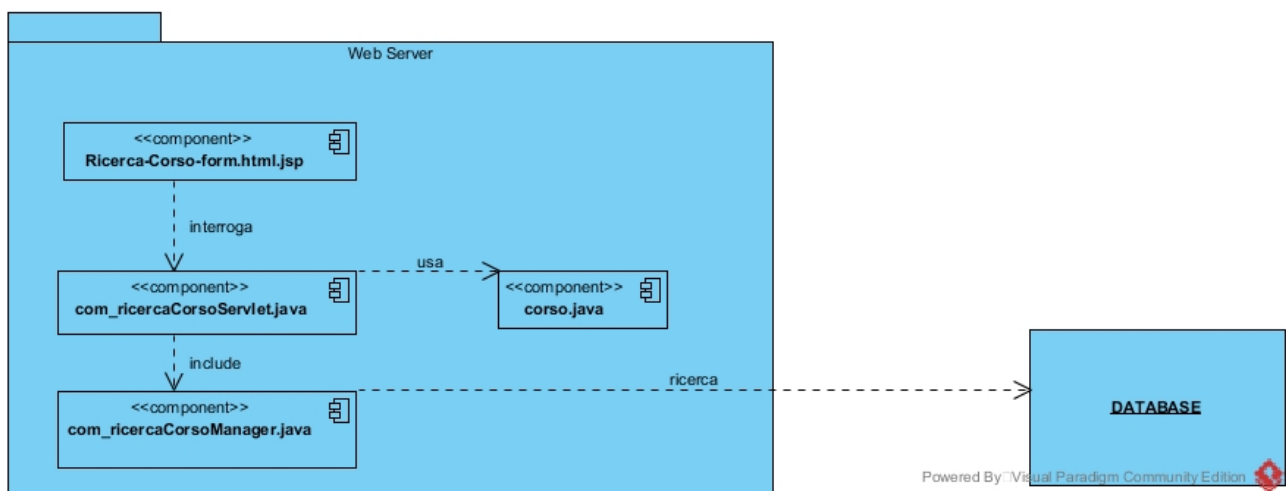 Web Server
<<component>>
Ricerca-Corso-form.html.jsp
interroga
<<component>>
com_ricercaCorsoServlet.java
usa
<<component>>
corso.java
include
<<component>>
com_ricercaCorsoManager.java
ricerca
DATABASE
Powered By Visual Paradigm Community Edition